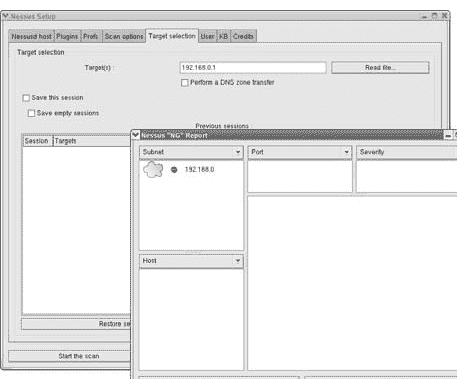 Nessus Setup
Nessusd host Plugins Prefs Scan options Target selection User KB Credits
Target selection
Target(s) : 192.168.0.1 Read file...
Perform a DNS zone transfer
Save this session
Save empty sessions
Previous sessions
Session Targets
Nessus "NG" Report
Subnet Port Severity
192.168.0
Host
Restore se
Start the scan